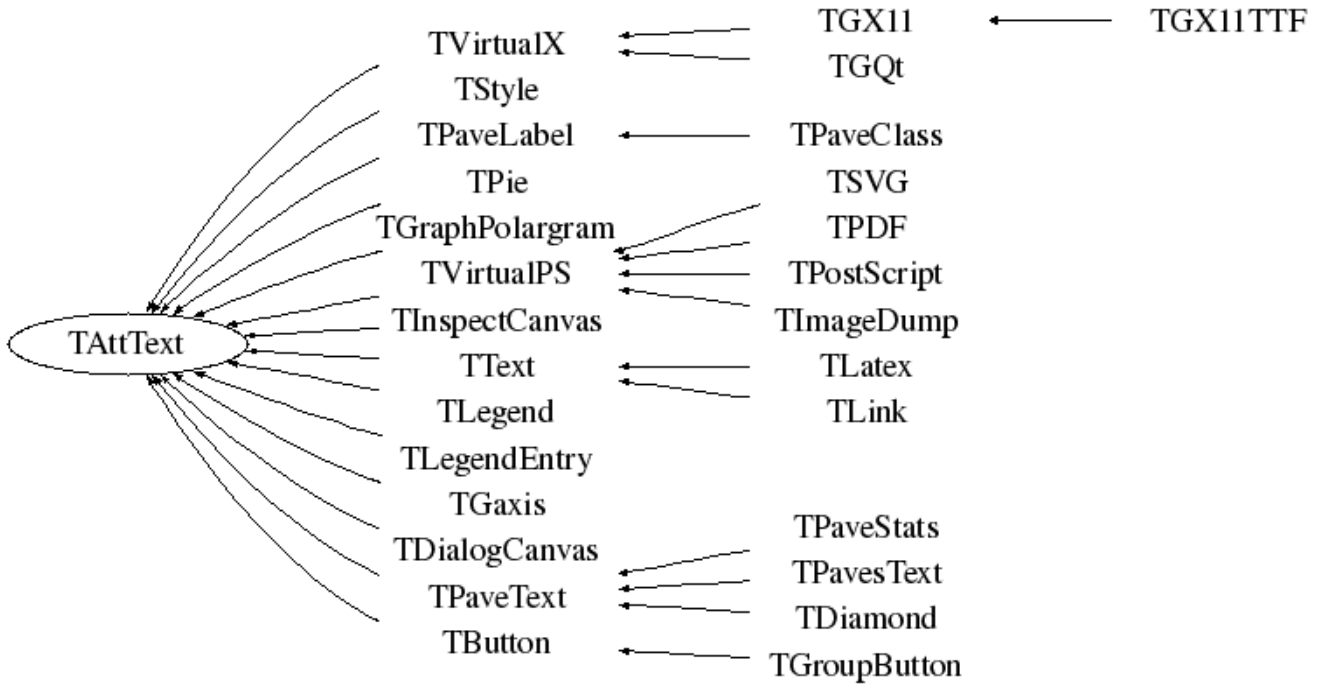 TGX11
TGX11TTF
TVirtualX
TGQt
TStyle
TPaveLabel
TPaveClass
TPie
TSVG
TGraphPolargram
TPDF
TVirtualPS
TPostScript
TInspectCanvas
TImageDump
TAttText
TText
TLatex
TLegend
TLink
TLegendEntry
TGaxis
TPaveStats
TDialogCanvas
TPavesText
TPaveText
TDiamond
TButton
TGroupButton